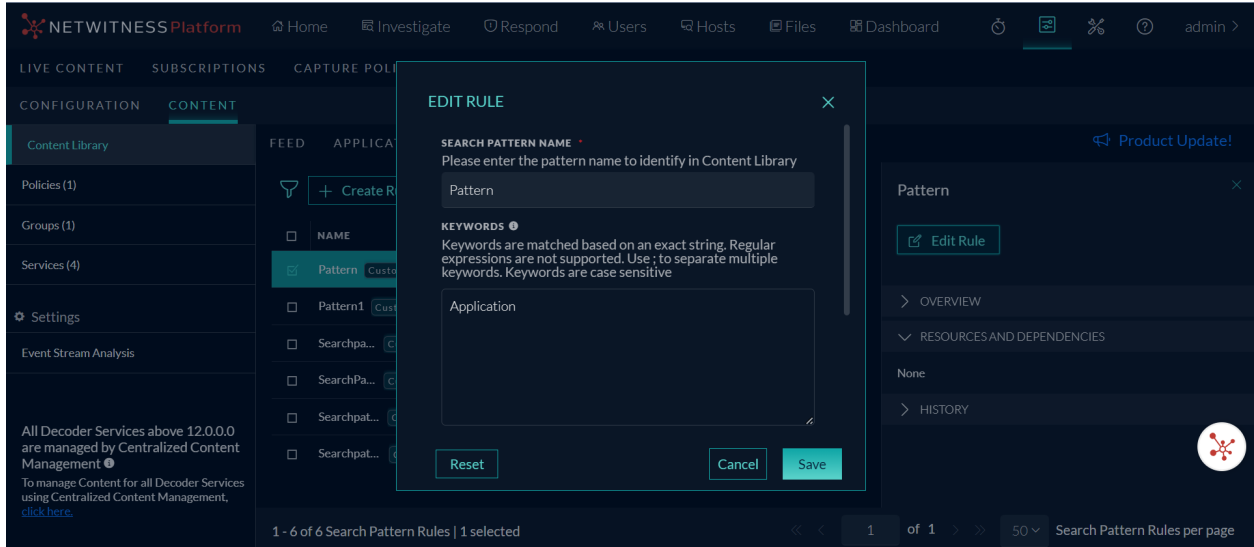 NETWITNESS Platform Home Investigate Respond Users Hosts Files Dashboard admin >
LIVE CONTENT SUBSCRIPTIONS CAPTURE POLI
CONFIGURATION CONTENT
Content Library
Policies (1)
Groups (1)
Services (4)
Settings
Event Stream Analysis
All Decoder Services above 12.0.0.0
are managed by Centralized Content
Management
To manage Content for all Decoder Services
using Centralized Content Management,
click here.
FEED APPLICA
+ Create R
NAME
Pattern Custo
Pattern1 Cust
Searchpa... C
SearchPa... C
Searchpat...
Searchpat...
1 - 6 of 6 Search Pattern Rules | 1 selected
EDIT RULE
SEARCH PATTERN NAME *
Please enter the pattern name to identify in Content Library
Pattern
KEYWORDS
Keywords are matched based on an exact string. Regular
expressions are not supported. Use ; to separate multiple
keywords. Keywords are case sensitive
Application
Reset Cancel Save
Product Update!
Pattern
Edit Rule
OVERVIEW
RESOURCES AND DEPENDENCIES
None
HISTORY
1 of 1 50 Search Pattern Rules per page